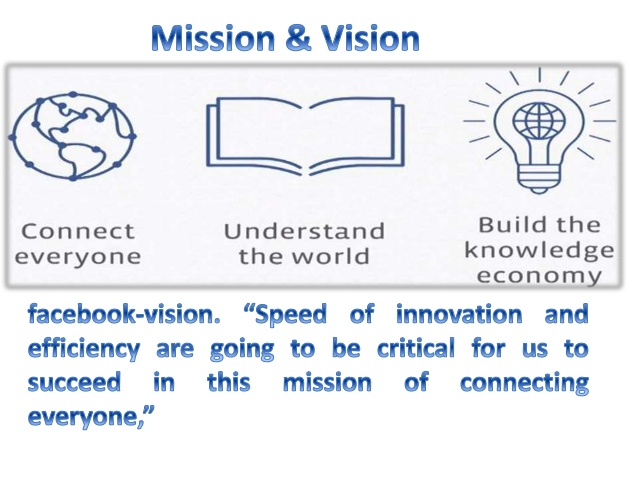 Mission & Vision
Connect
everyone
Understand
the world
Build the
knowledge
economy
facebook-vision. “Speed of innovation and
efficiency are going to be critical for us to
succeed in this mission of connecting
everyone,”